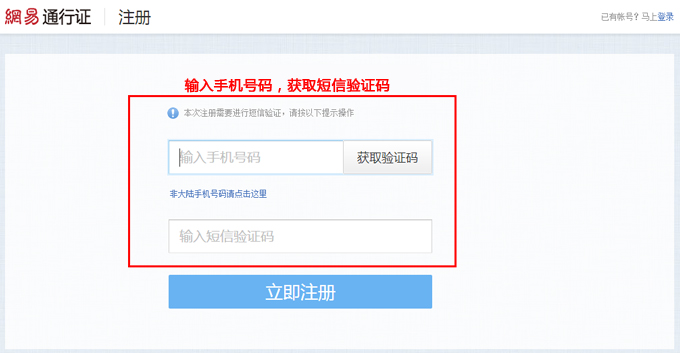 網易 通行证 注册
已有帐号？马上登录
输入手机号码，获取短信验证码
本次注册需要进行短信验证，请按以下提示操作
输入手机号码 获取验证码
非大陆手机号码请点击这里
输入短信验证码
立即注册